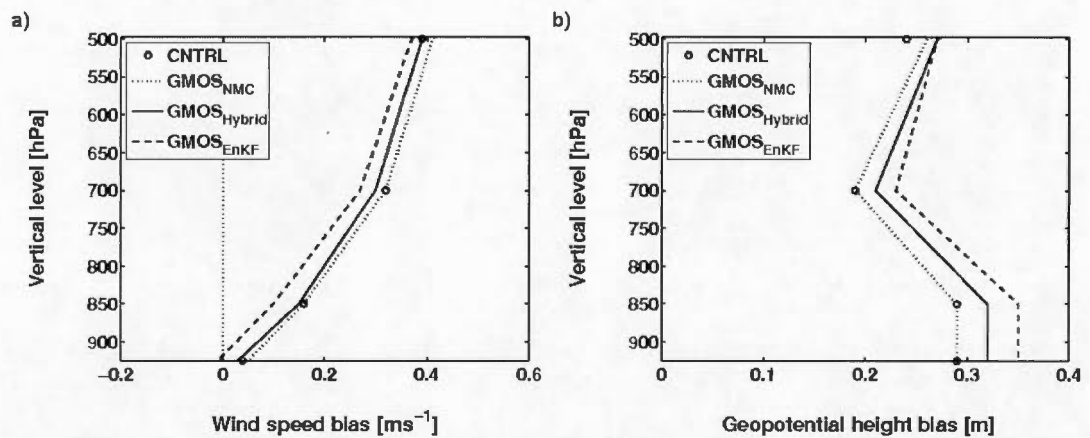 a)
500
550
600
650
700
750
800
850
900
Vertical level [hPa]
CNTRL
GMOS_NMC
GMOS_Hybrid
GMOS_EnKF
−0.2
0
0.2
0.4
0.6
Wind speed bias [ms⁻¹]
b)
500
550
600
650
700
750
800
850
900
Vertical level [hPa]
CNTRL
GMOS_NMC
GMOS_Hybrid
GMOS_EnKF
0
0.1
0.2
0.3
0.4
Geopotential height bias [m]